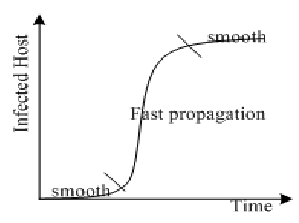 smooth
Infected Host
Fast propagation
smooth
Time